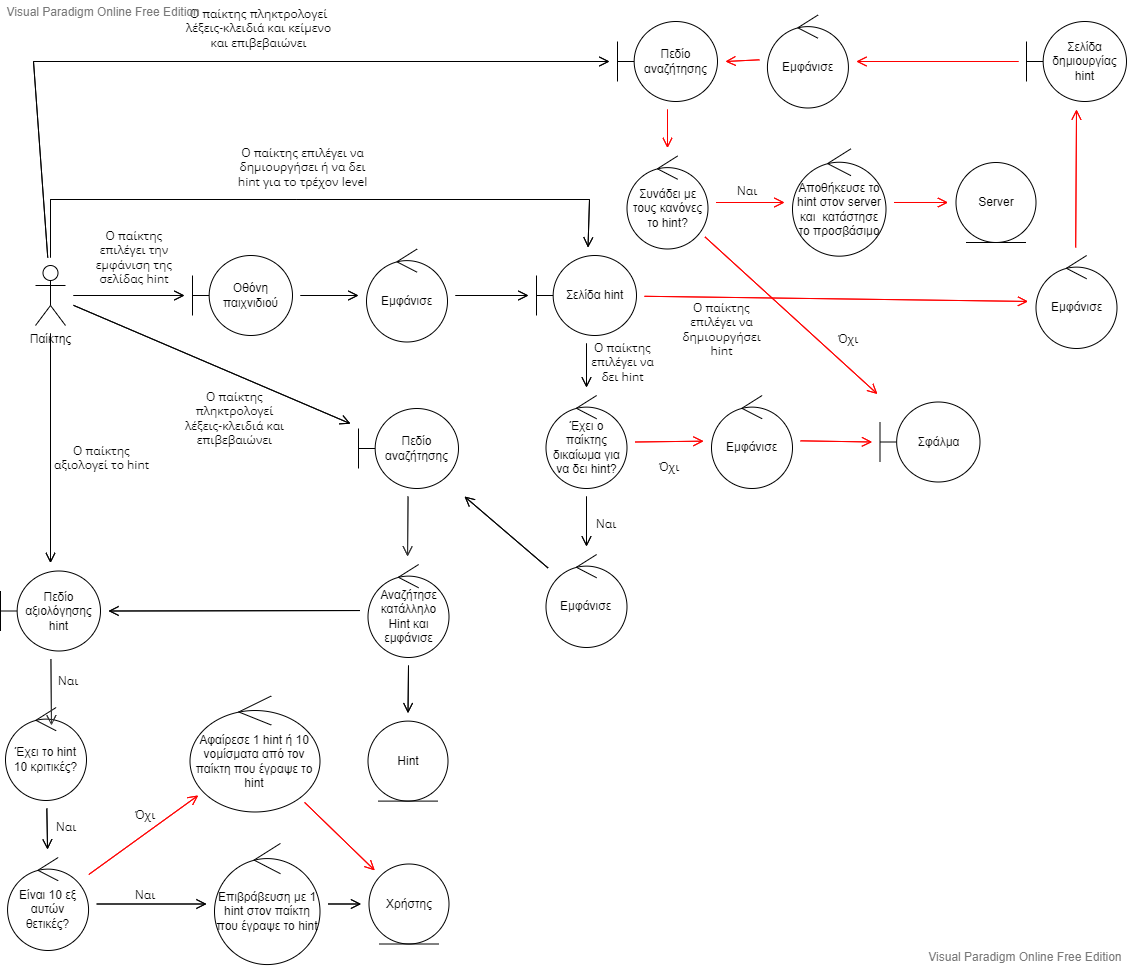 Visual Paradigm Online Free Edition
Ο παίκτης πληκτρολογεί
λέξεις-κλειδιά και κείμενο
και επιβεβαιώνει
Πεδίο
αναζήτησης
Εμφάνισε
Σελίδα
δημιουργίας
hint
Ο παίκτης επιλέγει να
δημιουργήσει ή να δει
hint για το τρέχον level
Συνάδει με
τους κανόνες
το hint?
Ναι
Αποθήκευσε το
hint στον server
και κατάστησε
το προσβάσιμο
Server
Ο παίκτης
επιλέγει την
εμφάνιση της
σελίδας hint
Παίκτης
Οθόνη
παιχνιδιού
Εμφάνισε
Σελίδα hint
Ο παίκτης
επιλέγει να
δημιουργήσει
hint
Εμφάνισε
Όχι
Ο παίκτης
επιλέγει να
δει hint
Ο παίκτης
πληκτρολογεί
λέξεις-κλειδιά και
επιβεβαιώνει
Πεδίο
αναζήτησης
Έχει ο
παίκτης
δικαίωμα για
να δει hint?
Όχι
Εμφάνισε
Σφάλμα
Ο παίκτης
αξιολογεί το hint
Ναι
Εμφάνισε
Πεδίο
αξιολόγησης
hint
Αναζήτησε
κατάλληλο
Hint και
εμφάνισε
Ναι
Έχει το hint
10 κριτικές?
Αφαίρεσε 1 hint ή 10
νομίσματα από τον
παίκτη που έγραψε το
hint
Hint
Ναι
Όχι
Είναι 10 εξ
αυτών
θετικές?
Ναι
Επιβράβευση με 1
hint στον παίκτη
που έγραψε το hint
Χρήστης
Visual Paradigm Online Free Edition